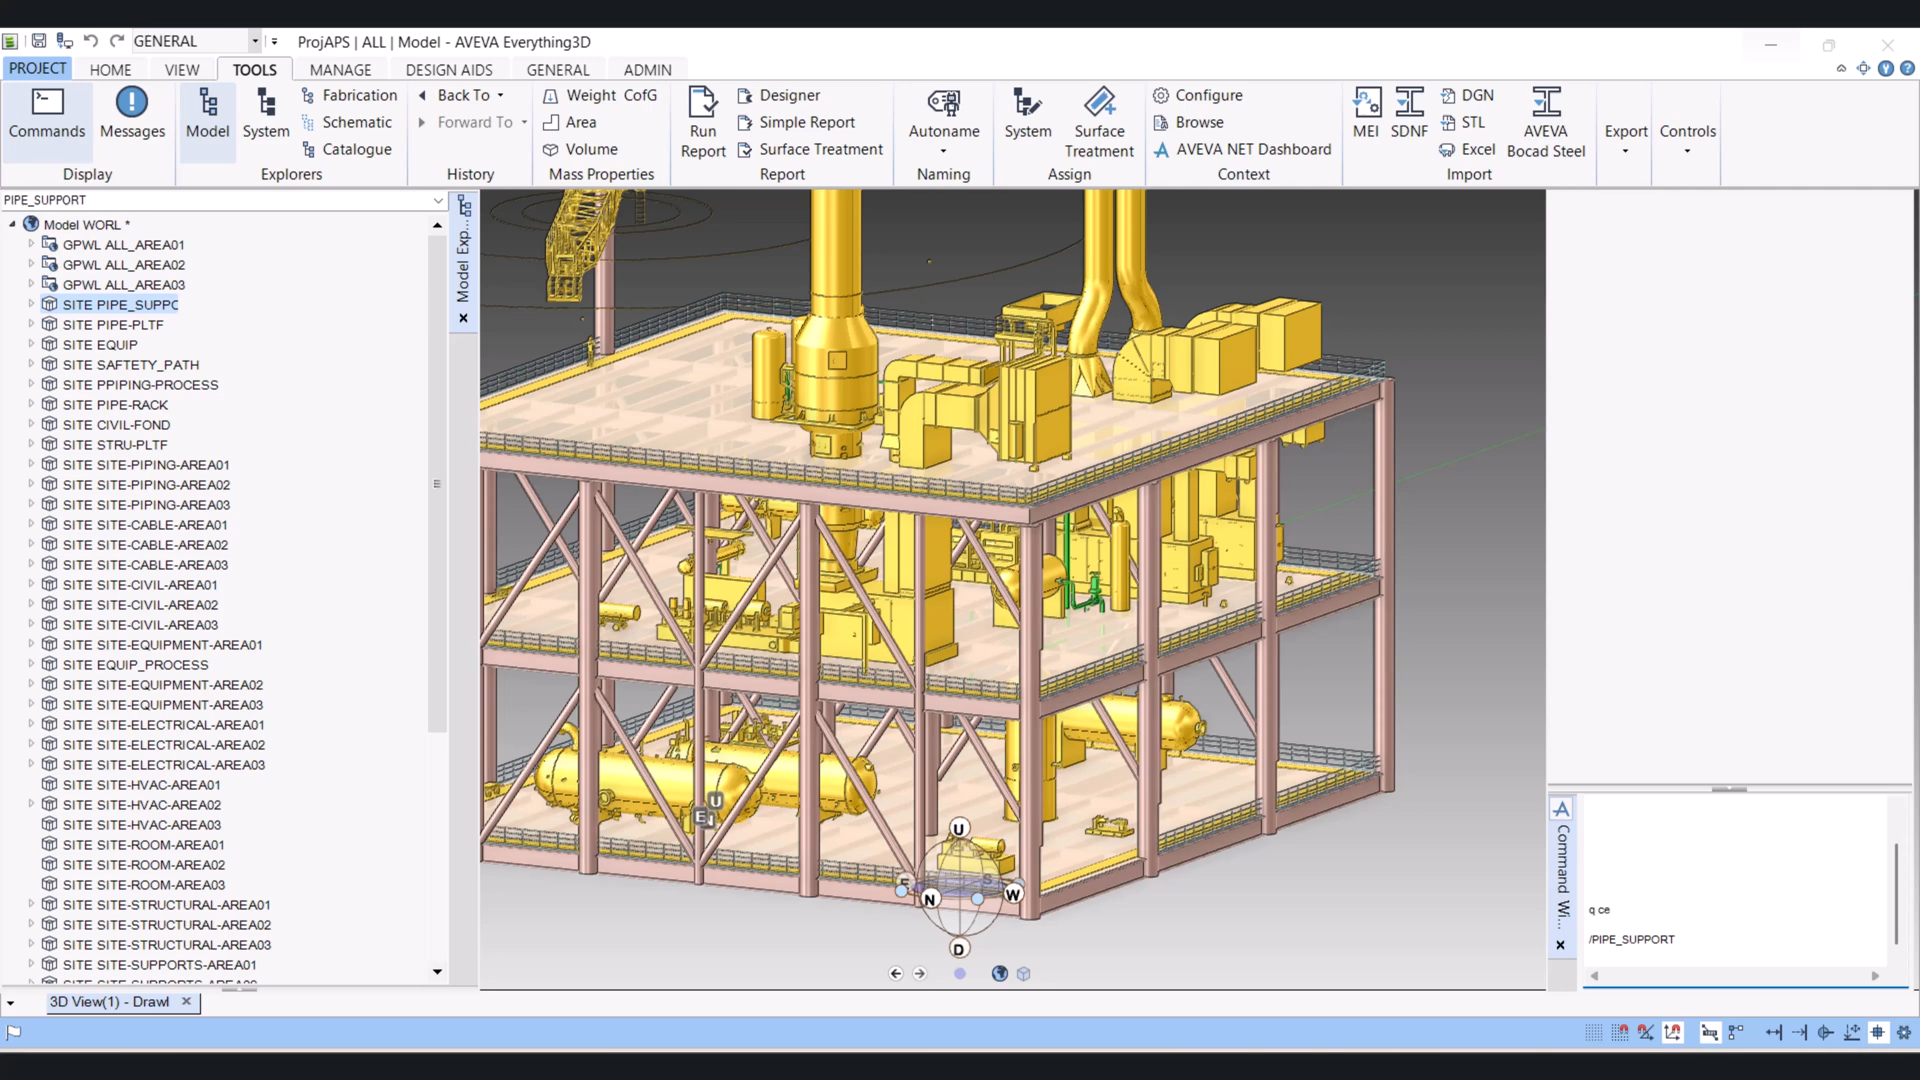 GENERAL
ProjAPS | ALL | Model - AVEVA Everything3D
PROJECT HOME VIEW TOOLS MANAGE DESIGN AIDS GENERAL ADMIN
Commands
Messages
Display
Model
System
Fabrication
Schematic
Catalogue
Explorers
Back To
Forward To
History
Weight CofG
Area
Volume
Mass Properties
Run
Report
Designer
Simple Report
Surface Treatment
Report
Autoname
Naming
System
Surface
Treatment
Assign
Configure
Browse
AVEVA NET Dashboard
Context
MEI
SDNF
DGN
STL
Excel
AVEVA
Bocad Steel
Import
Export
Controls
PIPE_SUPPORT
Model WORL *
GPWL ALL_AREA01
GPWL ALL_AREA02
GPWL ALL_AREA03
SITE PIPE_SUPPC
SITE PIPE-PLTF
SITE EQUIP
SITE SAFTETY_PATH
SITE PPIPING-PROCESS
SITE PIPE-RACK
SITE CIVIL-FOND
SITE STRU-PLTF
SITE SITE-PIPING-AREA01
SITE SITE-PIPING-AREA02
SITE SITE-PIPING-AREA03
SITE SITE-CABLE-AREA01
SITE SITE-CABLE-AREA02
SITE SITE-CABLE-AREA03
SITE SITE-CIVIL-AREA01
SITE SITE-CIVIL-AREA02
SITE SITE-CIVIL-AREA03
SITE SITE-EQUIPMENT-AREA01
SITE EQUIP_PROCESS
SITE SITE-EQUIPMENT-AREA02
SITE SITE-EQUIPMENT-AREA03
SITE SITE-ELECTRICAL-AREA01
SITE SITE-ELECTRICAL-AREA02
SITE SITE-ELECTRICAL-AREA03
SITE SITE-HVAC-AREA01
SITE SITE-HVAC-AREA02
SITE SITE-HVAC-AREA03
SITE SITE-ROOM-AREA01
SITE SITE-ROOM-AREA02
SITE SITE-ROOM-AREA03
SITE SITE-STRUCTURAL-AREA01
SITE SITE-STRUCTURAL-AREA02
SITE SITE-STRUCTURAL-AREA03
SITE SITE-SUPPORTS-AREA01
Model Exp...
U
E
U
N
W
S
D
Command Wi...
q ce
/PIPE_SUPPORT
3D View(1) - Drawl